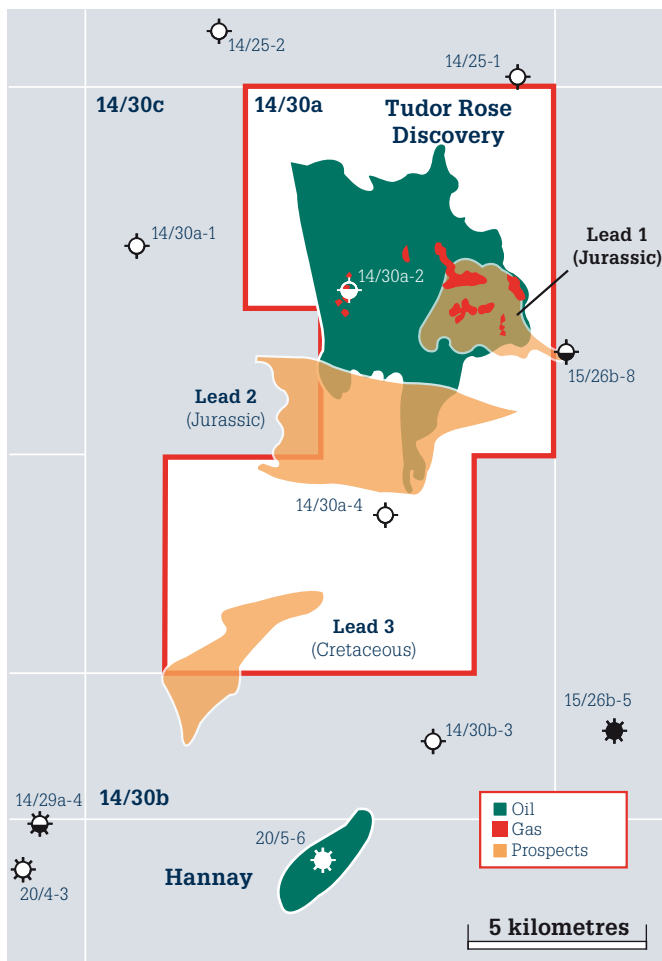 14/25-2
14/25-1
14/30c
14/30a
Tudor Rose
Discovery
14/30a-1
Lead 1
(Jurassic)
14/30a-2
15/26b-8
Lead 2
(Jurassic)
14/30a-4
Lead 3
(Cretaceous)
15/26b-5
14/30b-3
14/29a-4
14/30b
Oil
Gas
Prospects
20/5-6
Hannay
20/4-3
5 kilometres